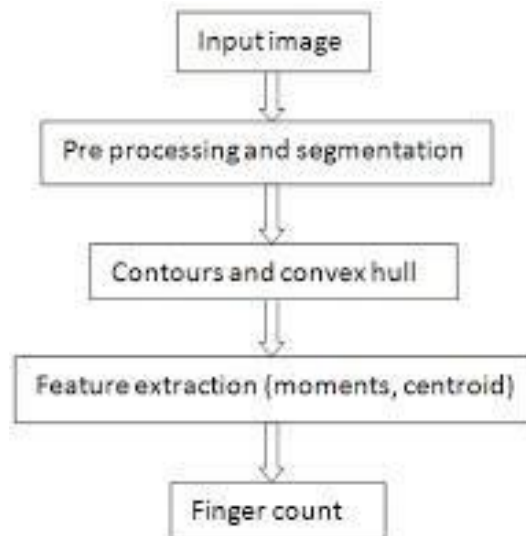 Input image
Pre processing and segmentation
Contours and convex hull
Feature extraction (moments, centroid)
Finger count